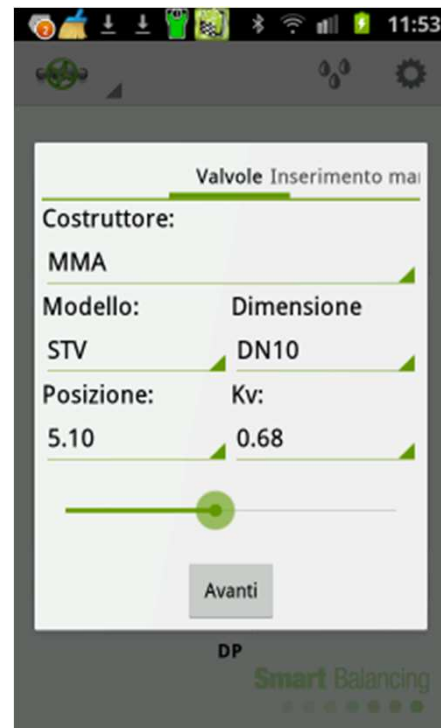 2
11:53
Valvole Inserimento ma
Costruttore:
MMA
Modello: Dimensione
STV DN10
Posizione: Kv:
5.10 0.68
Avanti
DP
Smart Balancing